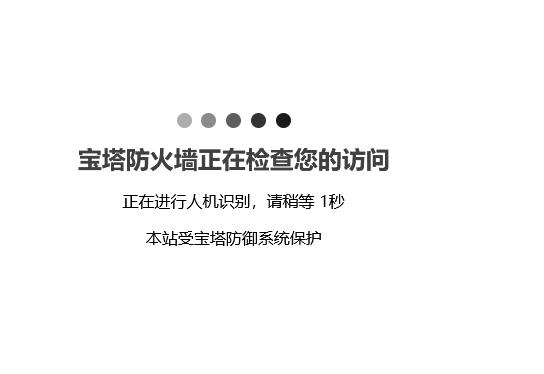 宝塔防火墙正在检查您的访问
正在进行人机识别，请稍等 1秒
本站受宝塔防御系统保护